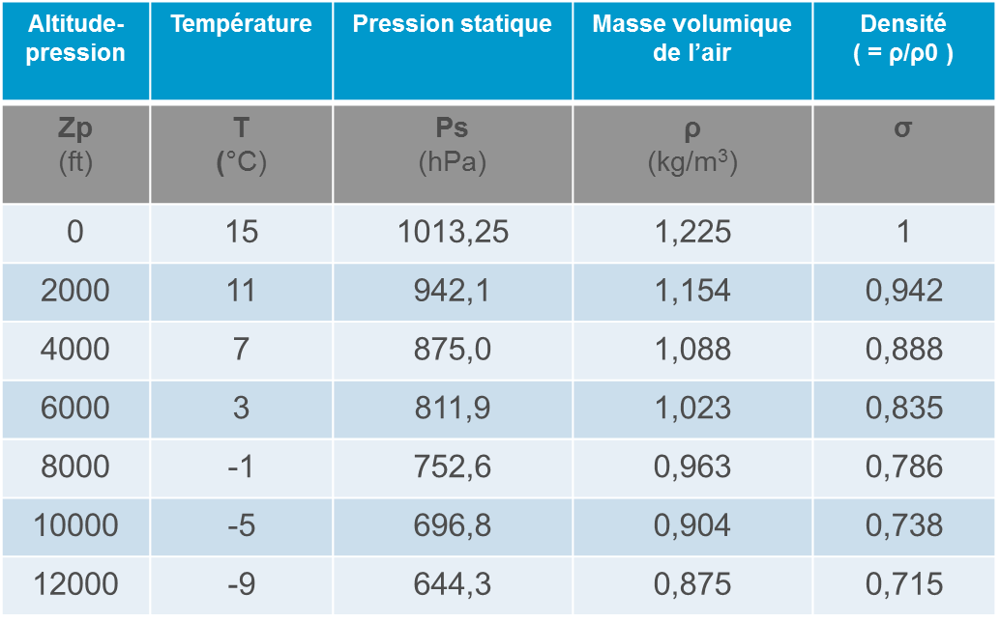 Altitude-pression Température Pression statique Masse volumique de l’air Densité ( = ρ/ρ0 )
Zp (ft) T (°C) Ps (hPa) ρ (kg/m³) σ
0 15 1013,25 1,225 1
2000 11 942,1 1,154 0,942
4000 7 875,0 1,088 0,888
6000 3 811,9 1,023 0,835
8000 -1 752,6 0,963 0,786
10000 -5 696,8 0,904 0,738
12000 -9 644,3 0,875 0,715